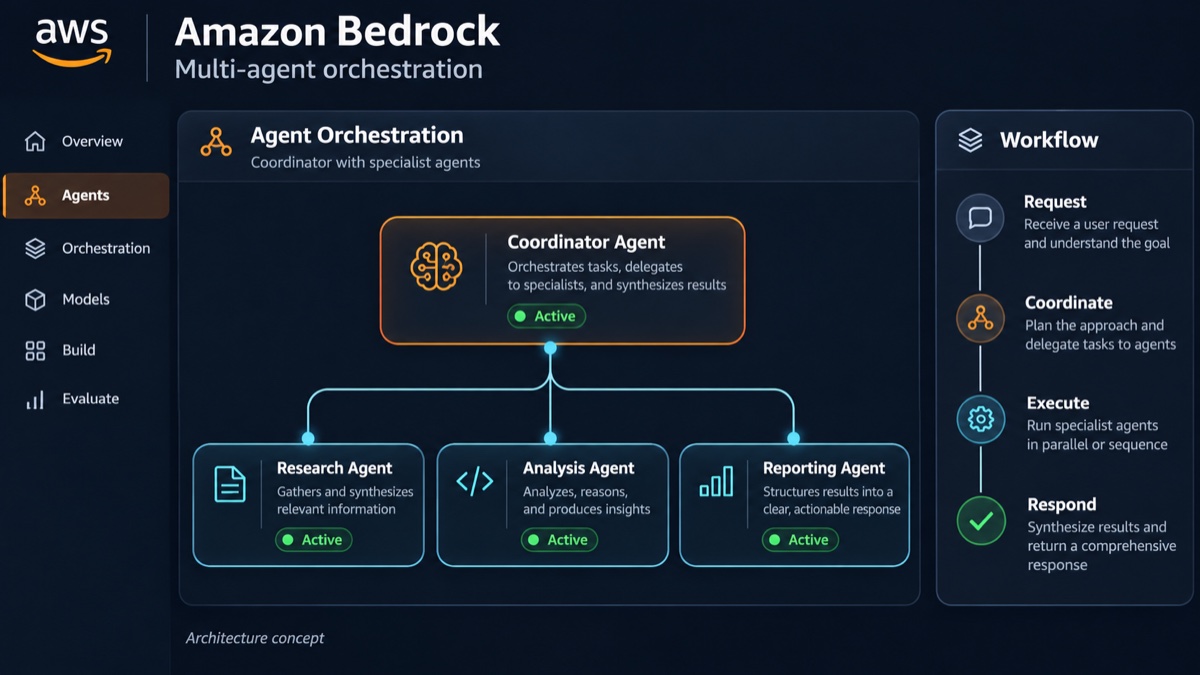 aws
Amazon Bedrock
Multi-agent orchestration
Overview
Agents
Orchestration
Models
Build
Evaluate
Agent Orchestration
Coordinator with specialist agents
Coordinator Agent
Orchestrates tasks, delegates
to specialists, and synthesizes results
Active
Research Agent
Gathers and synthesizes
relevant information
Active
Analysis Agent
Analyzes, reasons,
and produces insights
Active
Reporting Agent
Structures results into a
clear, actionable response
Active
Workflow
Request
Receive a user request
and understand the goal
Coordinate
Plan the approach and
delegate tasks to agents
Execute
Run specialist agents
in parallel or sequence
Respond
Synthesize results and
return a comprehensive
response
Architecture concept